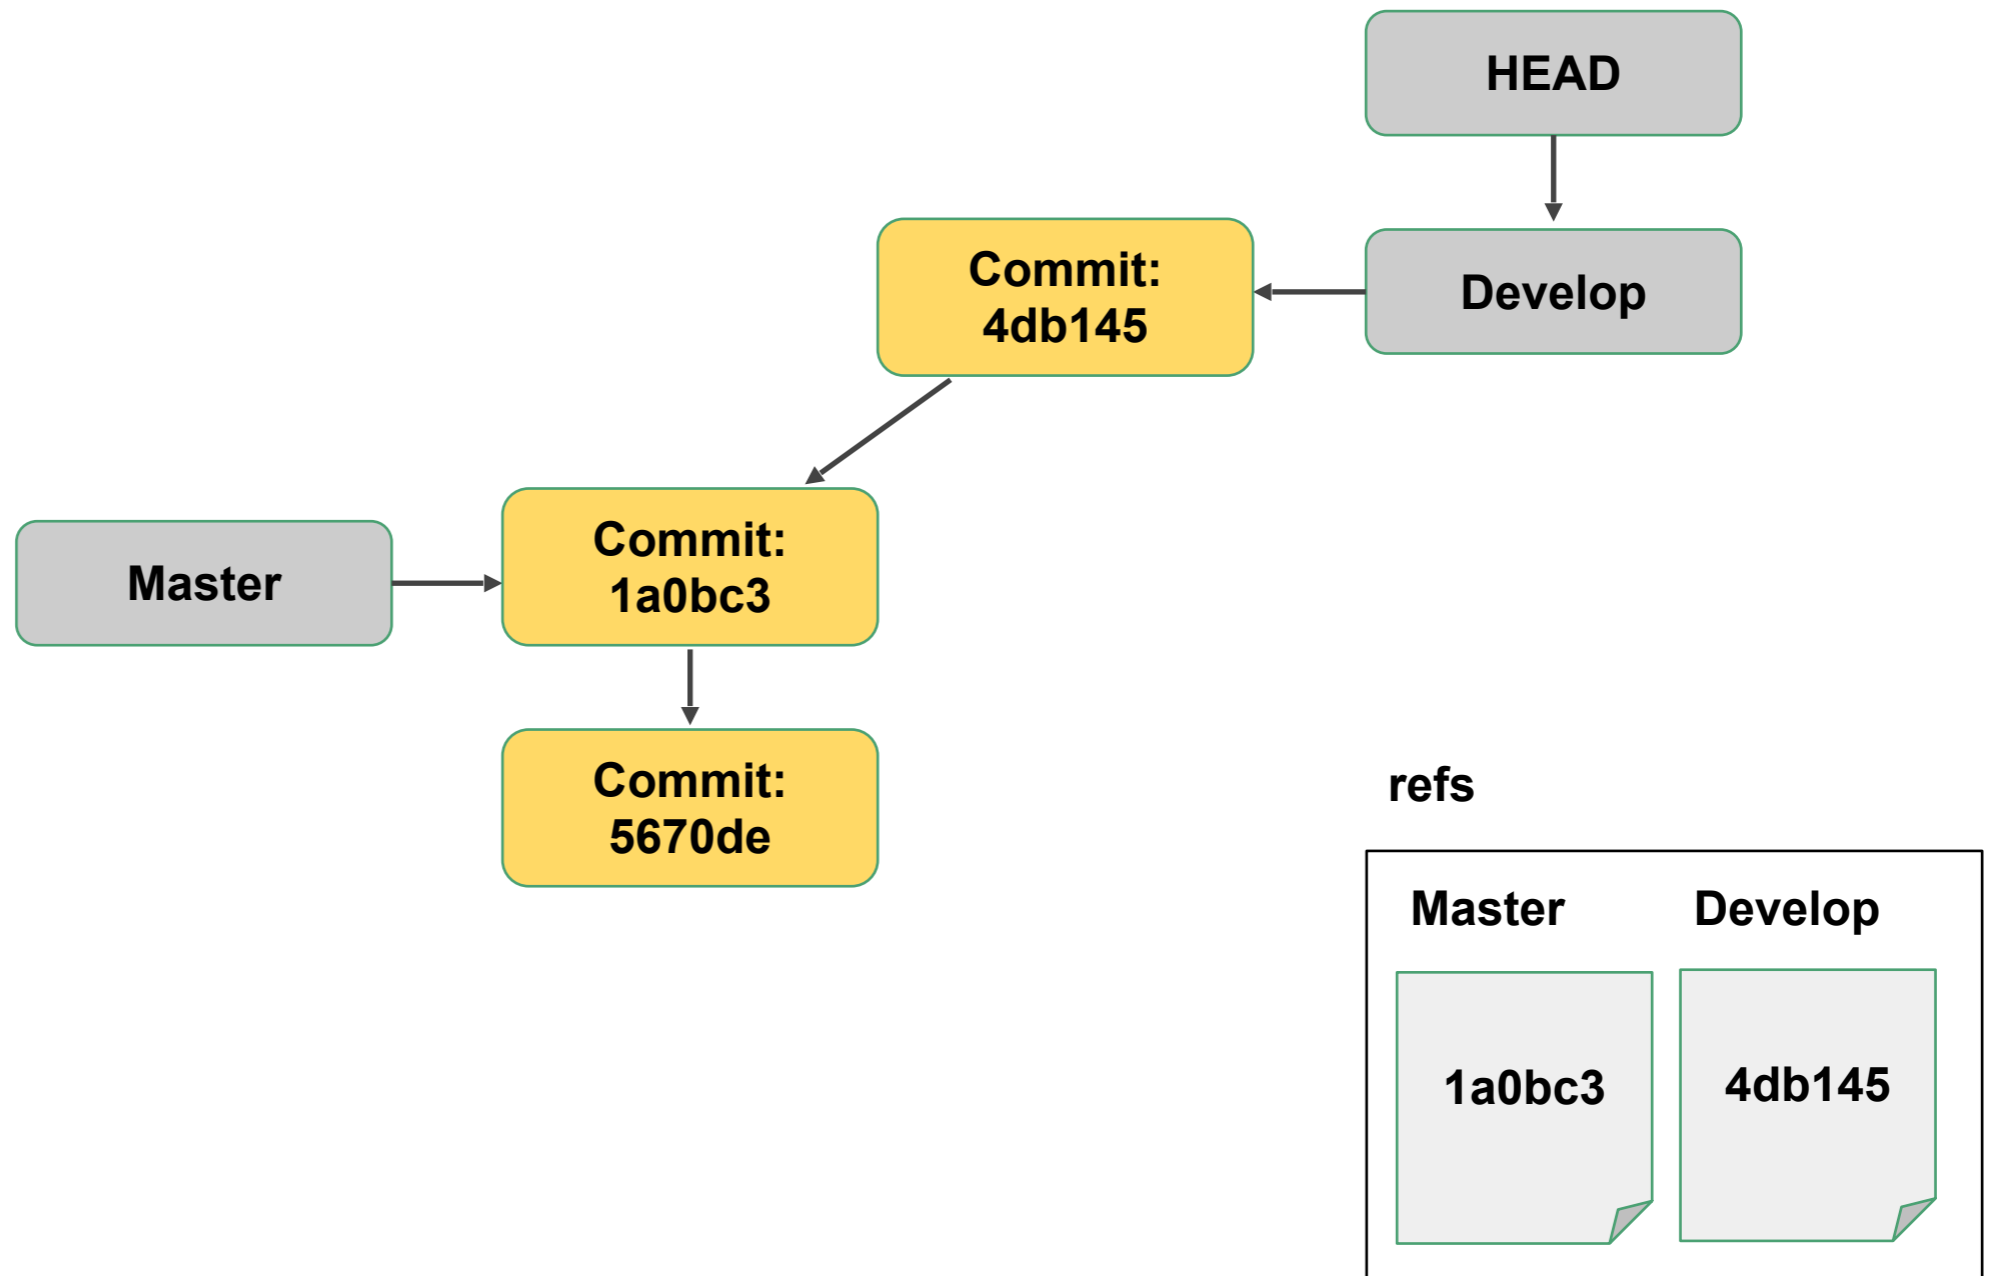 HEAD
Commit:
4db145
Develop
Master
Commit:
1a0bc3
Commit:
5670de
refs
Master
Develop
1a0bc3
4db145